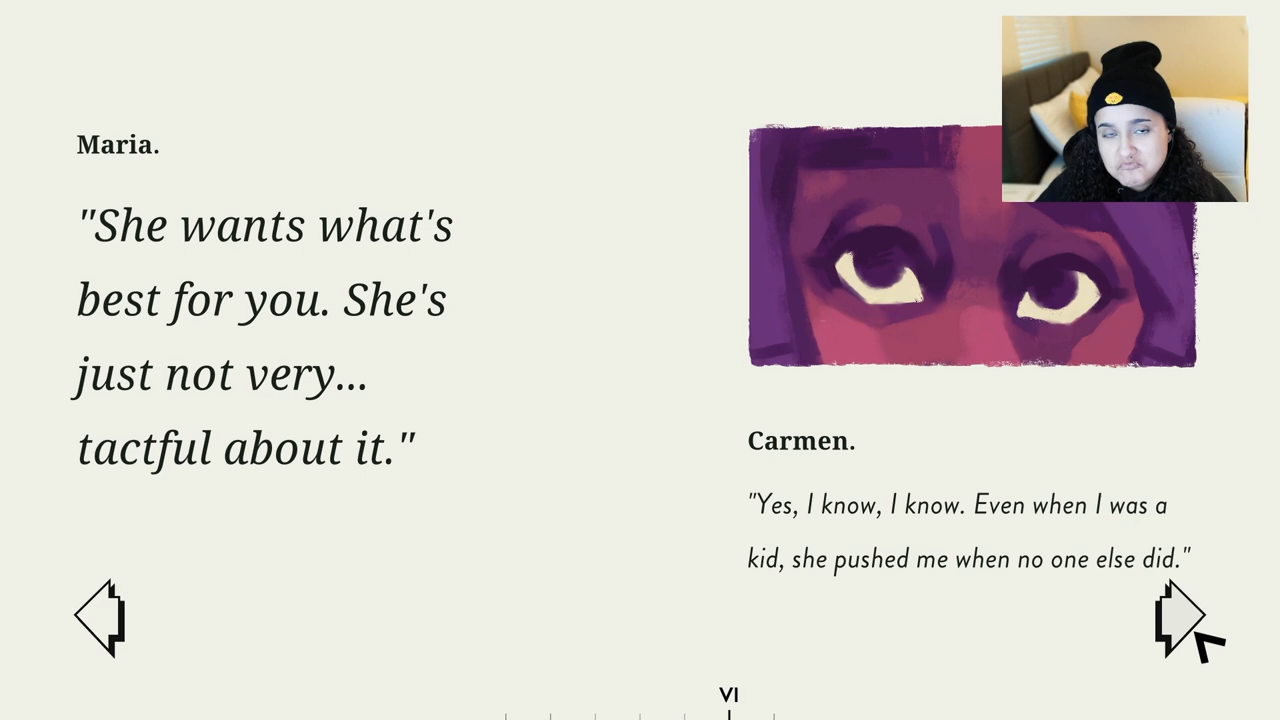 Maria.
"She wants what's
best for you. She's
just not very...
tactful about it."
Carmen.
"Yes, I know, I know. Even when I was a
kid, she pushed me when no one else did."
VI